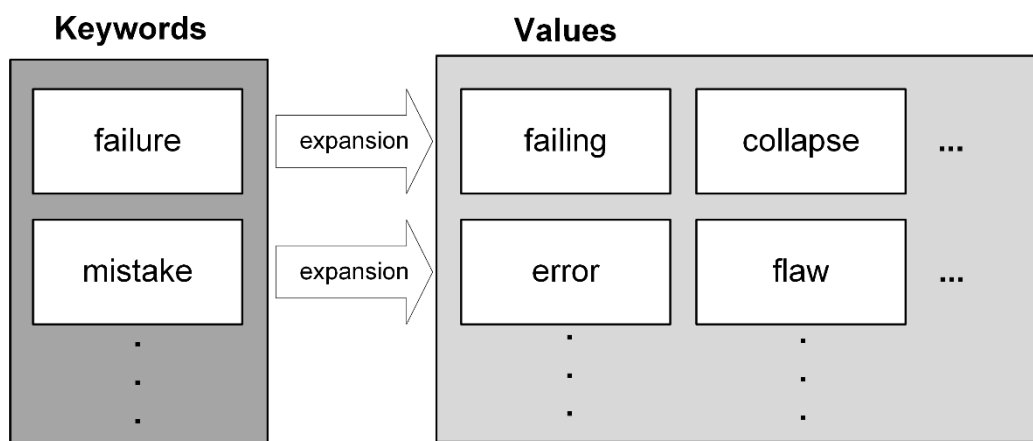 Keywords
Values
failure
expansion
failing
collapse
...
mistake
expansion
error
flaw
...